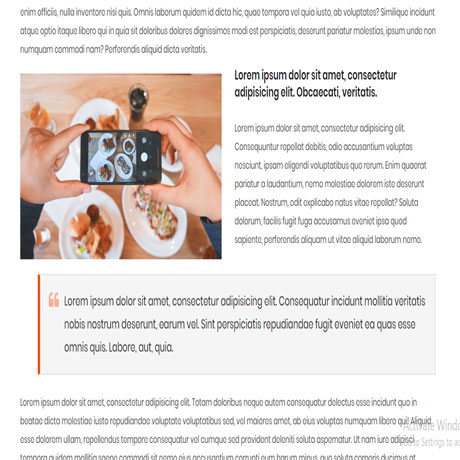 enim officiis, nulla inventore nisi quis. Omnis laborum quidem id dicta hic, quae tempora vel quia iusto, ab voluptates? Similique incidunt
atque optio itaque libero qui in quia sit doloribus dolores dignissimos modi est perspiciatis, deserunt pariatur molestias, ipsum unde non
numquam commodi nam? Perferendis aliquid dicta veritatis.
Lorem ipsum dolor sit amet, consectetur
adipisicing elit. Obcaecati, veritatis.
Lorem ipsum dolor sit amet, consectetur adipisicing elit.
Consequuntur repellat debitis, odio accusantium voluptas
nesciunt, ipsam eligendi voluptatibus quo rerum. Enim quaerat
pariatur a laudantium, nemo molestiae dolorem iste deserunt
placeat. Nostrum, odit explicabo natus vitae repellat? Soluta
dolorum, facilis fugit fuga accusamus eveniet ipsa quod
sapiente, perferendis aliquam ut vitae aliquid laborum nemo.
Lorem ipsum dolor sit amet, consectetur adipisicing elit. Consequatur incidunt mollitia veritatis
nobis nostrum deserunt, earum vel. Sint perspiciatis repudiandae fugit eveniet ea quas esse
omnis quis. Labore, aut, quia.
Lorem ipsum dolor sit amet, consectetur adipisicing elit. Totam doloribus neque autem consequatur delectus esse incidunt quo in
beatae dicta molestiae iusto repudiandae voluptate voluptatibus sed, vel maiores amet, ab eius voluptas numquam libero qui! Aliquid
Activate Windo
esse dolorem ullam, repellendus tempore consequatur vel cumque sed provident deleniti soluta aspernatur. Ut nam iure adipisci
to Settings to ac
tempora quidem eius commodi sit enim